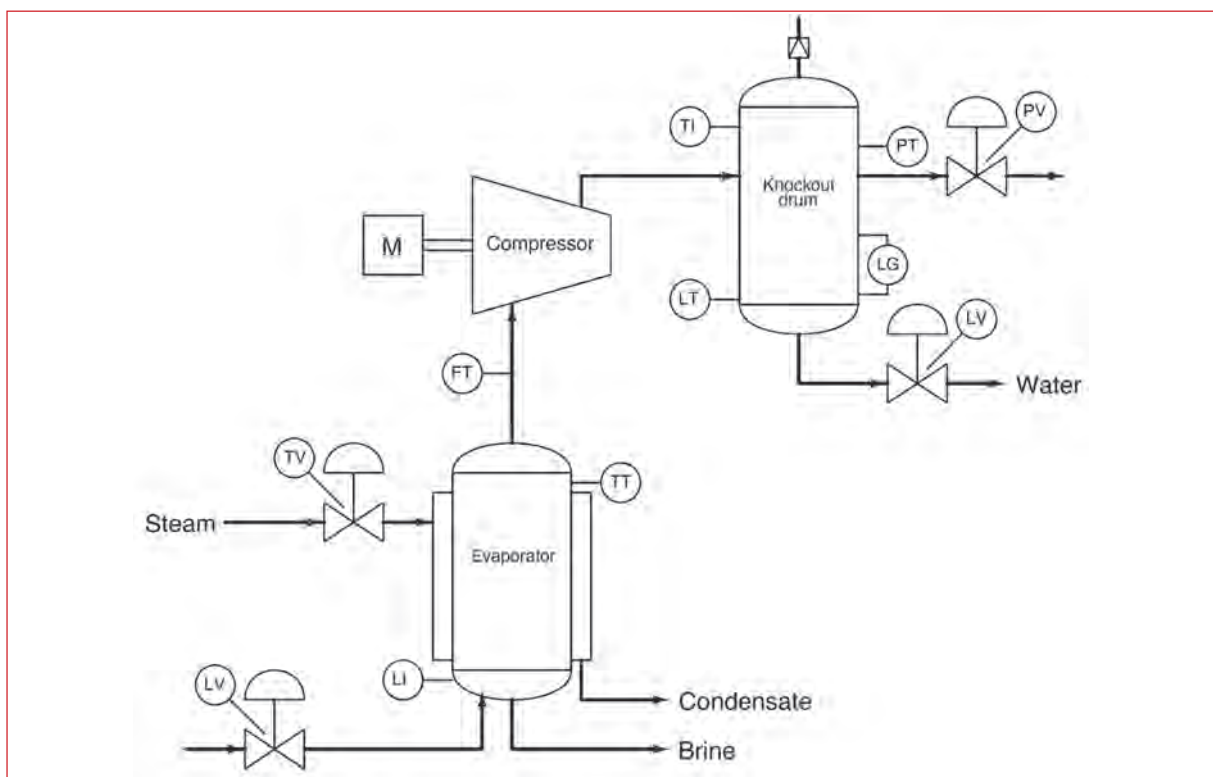 TI
PT
PV
Knockout
drum
M
Compressor
LG
LT
LV
FT
Water
TV
TT
Steam
Evaporator
LI
LV
Condensate
Brine